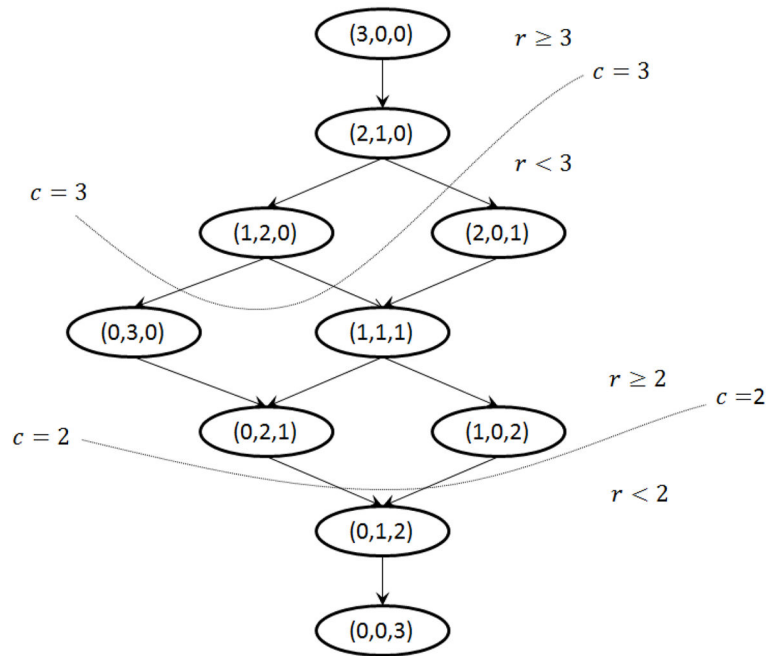 (3,0,0)
r ≥ 3
c = 3
(2,1,0)
r < 3
c = 3
(1,2,0)
(2,0,1)
(0,3,0)
(1,1,1)
r ≥ 2
c =2
(0,2,1)
(1,0,2)
c = 2
r < 2
(0,1,2)
(0,0,3)